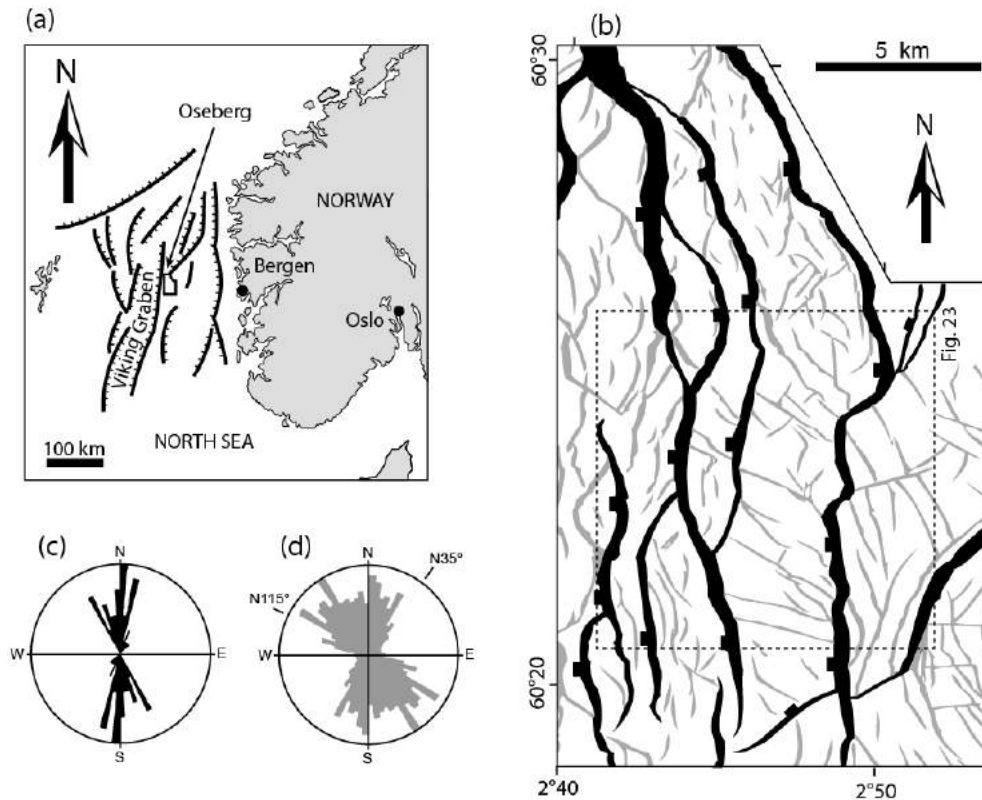 (a)
N
Oseberg
NORWAY
Bergen
Oslo
Viking Graben
100 km
NORTH SEA
(b)
60°30
5 km
N
Fig. 23
60°20
2°40
2°50
(c)
N
W
E
S
(d)
N
N35°
N115°
W
E
S